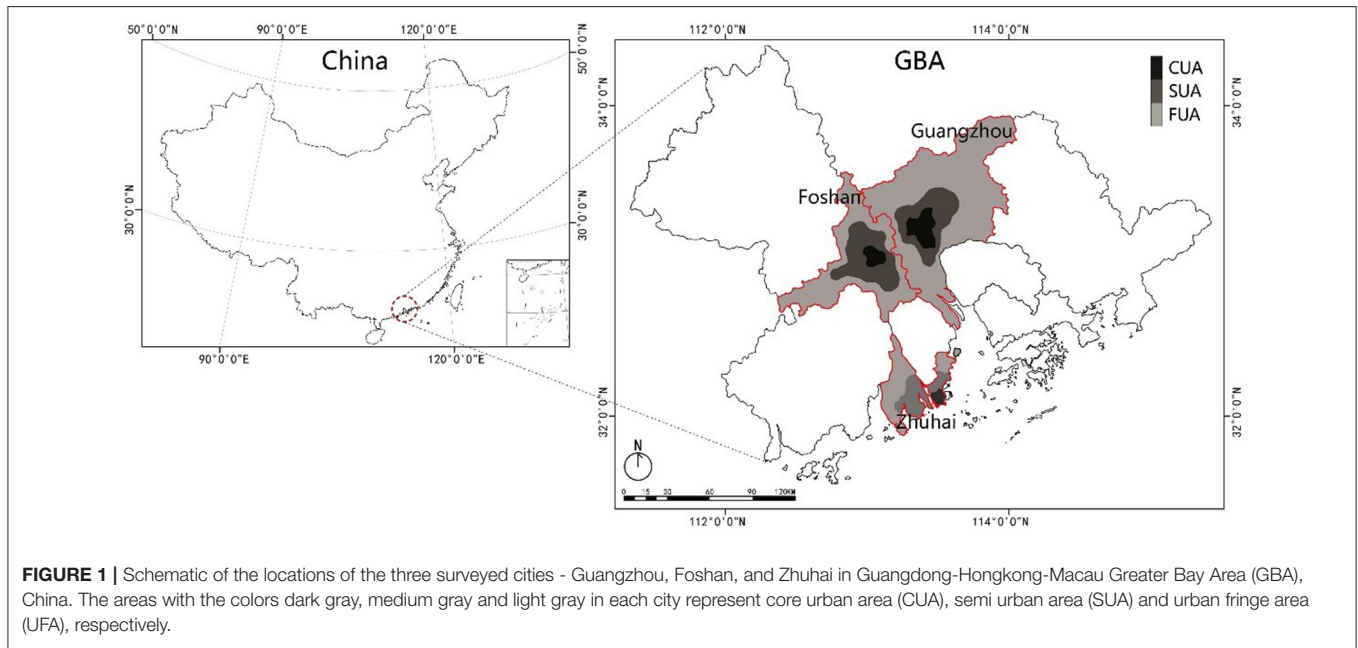 50°0'0"N
90°0'0"E
120°0'0"E
50°0'0"N
China
30°0'0"N
30°0'0"N
90°0'0"E
120°0'0"E
112°0'0"E
114°0'0"E
GBA
CUA
SUA
FUA
34°0'0"N
34°0'0"N
Guangzhou
Foshan
32°0'0"N
32°0'0"N
Zhuhai
N
0 15 30 60 90 120KM
112°0'0"E
114°0'0"E
FIGURE 1 | Schematic of the locations of the three surveyed cities - Guangzhou, Foshan, and Zhuhai in Guangdong-Hongkong-Macau Greater Bay Area (GBA),
China. The areas with the colors dark gray, medium gray and light gray in each city represent core urban area (CUA), semi urban area (SUA) and urban fringe area
(UFA), respectively.